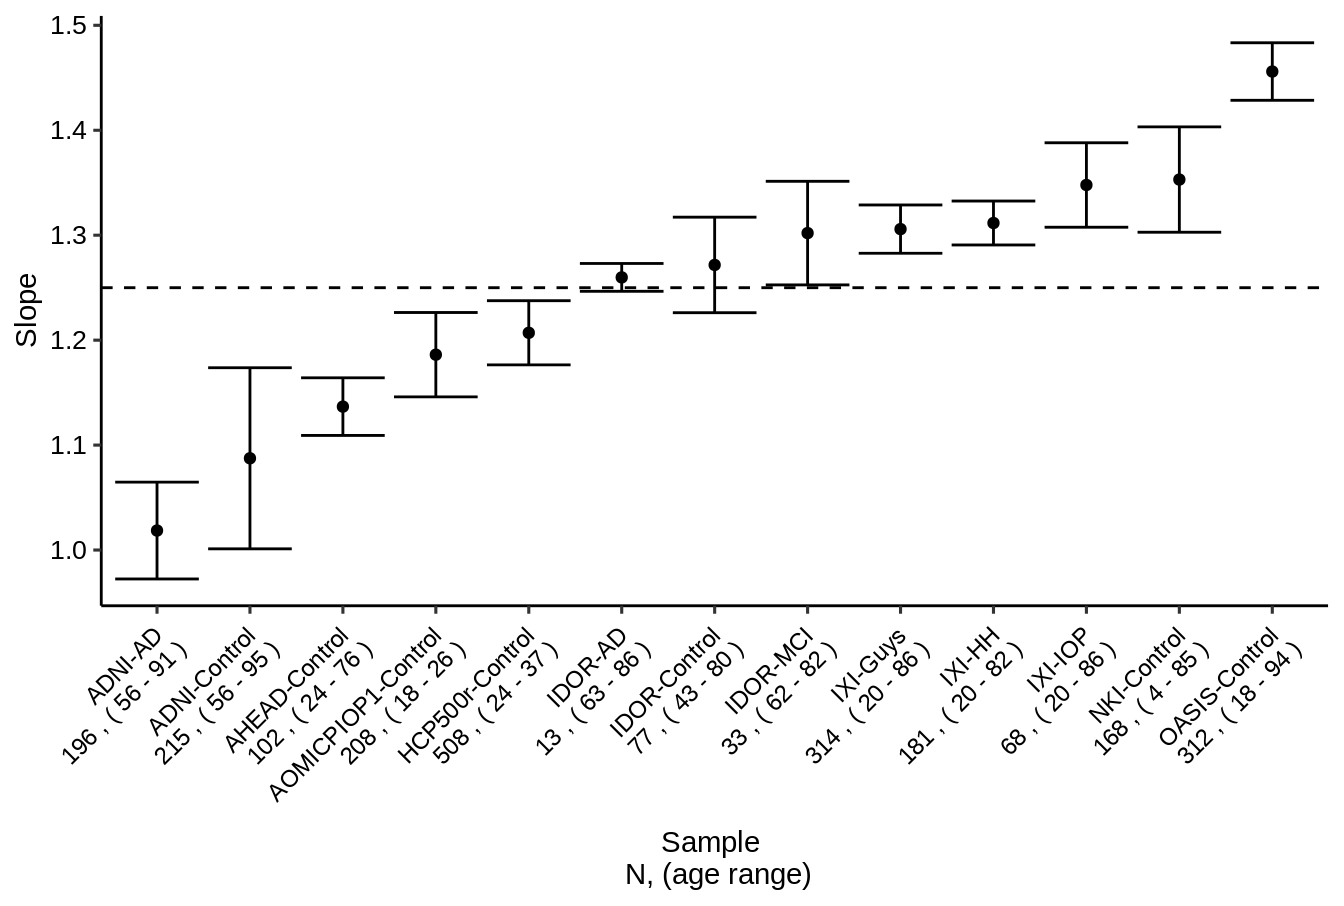 Slope
1.5
1.4
1.3
1.2
1.1
1.0
ADNI-AD
196 , ( 56 - 91 )
ADNI-Control
215 , ( 56 - 95 )
AHEAD-Control
102 , ( 24 - 76 )
AOMICPIOP1-Control
208 , ( 18 - 26 )
HCP500r-Control
508 , ( 24 - 37 )
IDOR-AD
13 , ( 63 - 86 )
IDOR-Control
77 , ( 43 - 80 )
IDOR-MCI
33 , ( 62 - 82 )
IXI-Guys
314 , ( 20 - 86 )
IXI-HH
181 , ( 20 - 82 )
IXI-IOP
68 , ( 20 - 86 )
NKI-Control
168 , ( 4 - 85 )
OASIS-Control
312 , ( 18 - 94 )
Sample
N, (age range)